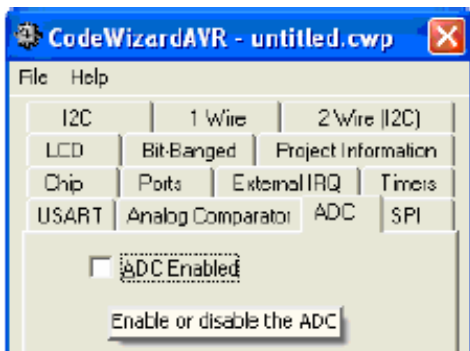 CodeWizardAVR - untitled.cwp
File Help
I2C 1 Wire 2 Wire (I2C)
LCD Bit-Banged Project Information
Chip Ports External IRQ Timers
USART Analog Comparator ADC SPI
ADC Enabled
Enable or disable the ADC